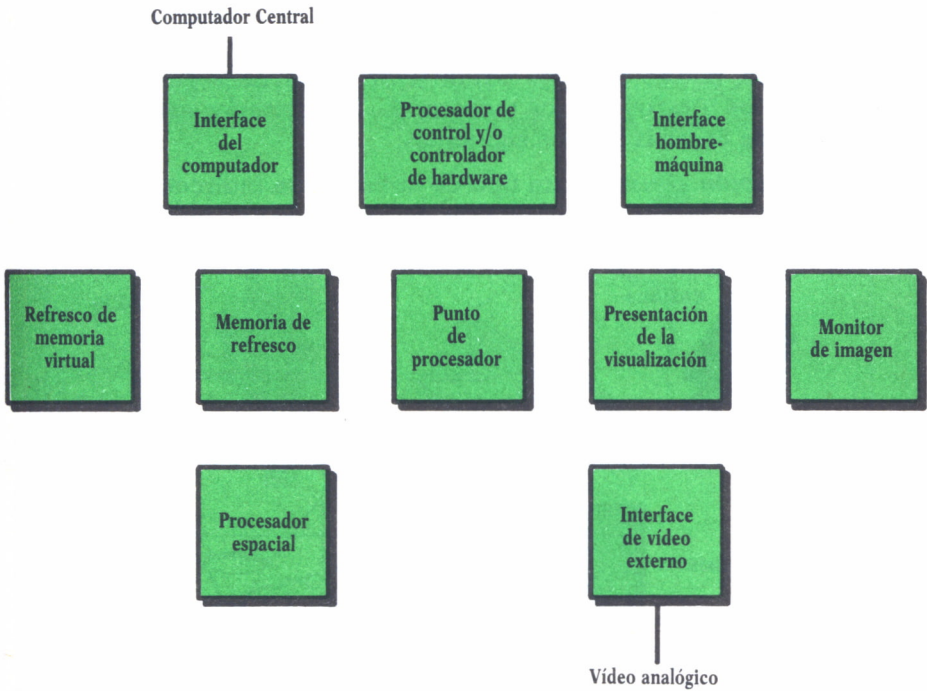 Computador Central
Interface
del
computador
Procesador de
control y/o
controlador
de hardware
Interface
hombre-
máquina
Refresco de
memoria
virtual
Memoria de
refresco
Punto
de
procesador
Presentación
de la
visualización
Monitor
de imagen
Procesador
espacial
Interface
de vídeo
externo
Vídeo analógico